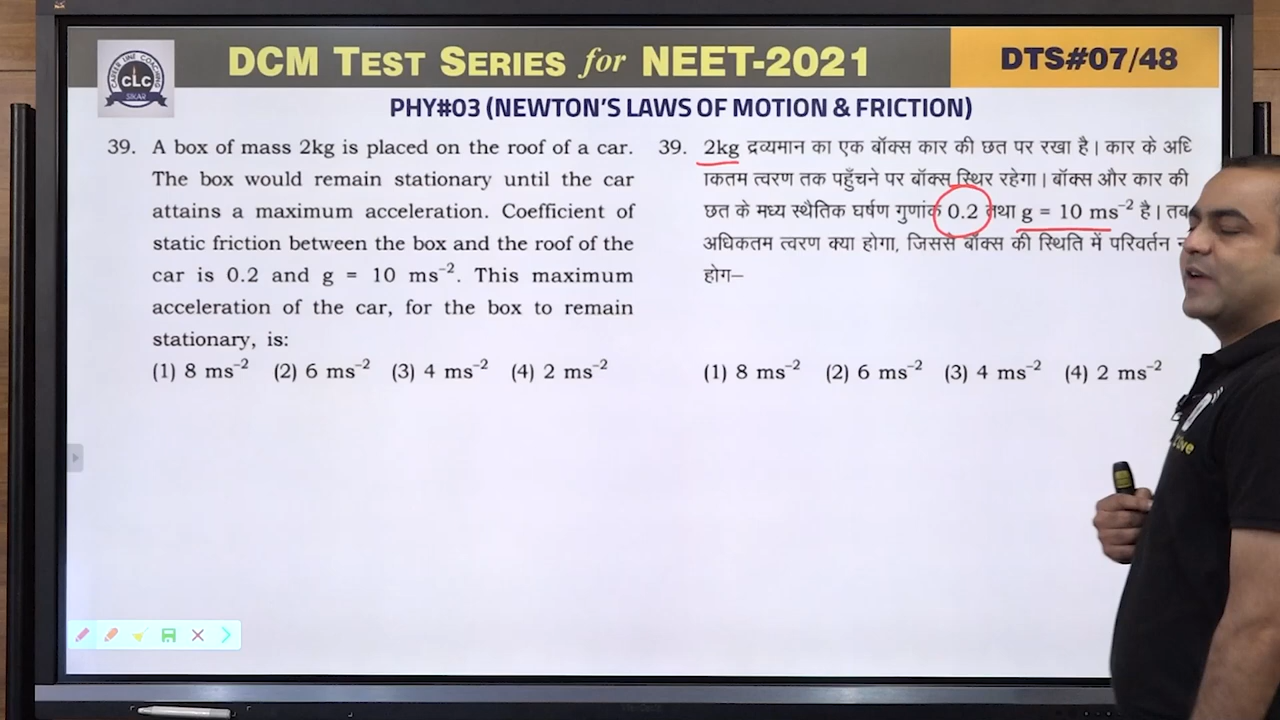 DCM TEST SERIES for NEET-2021
DTS#07/48
CAREER LINE COACHING
CLC
SIKAR
PHY#03 (NEWTON'S LAWS OF MOTION & FRICTION)
39. A box of mass 2kg is placed on the roof of a car.
The box would remain stationary until the car
attains a maximum acceleration. Coefficient of
static friction between the box and the roof of the
car is 0.2 and g = 10 ms⁻². This maximum
acceleration of the car, for the box to remain
stationary, is:
(1) 8 ms⁻² (2) 6 ms⁻² (3) 4 ms⁻² (4) 2 ms⁻²
39. 2kg द्रव्यमान का एक बॉक्स कार की छत पर रखा है। कार के अधि
कतम त्वरण तक पहुँचने पर बॉक्स स्थिर रहेगा। बॉक्स और कार की
छत के मध्य स्थैतिक घर्षण गुणांक 0.2 तथा g = 10 ms⁻² है। तब
अधिकतम त्वरण क्या होगा, जिससे बॉक्स की स्थिति में परिवर्तन
होग–
(1) 8 ms⁻² (2) 6 ms⁻² (3) 4 ms⁻² (4) 2 ms⁻²